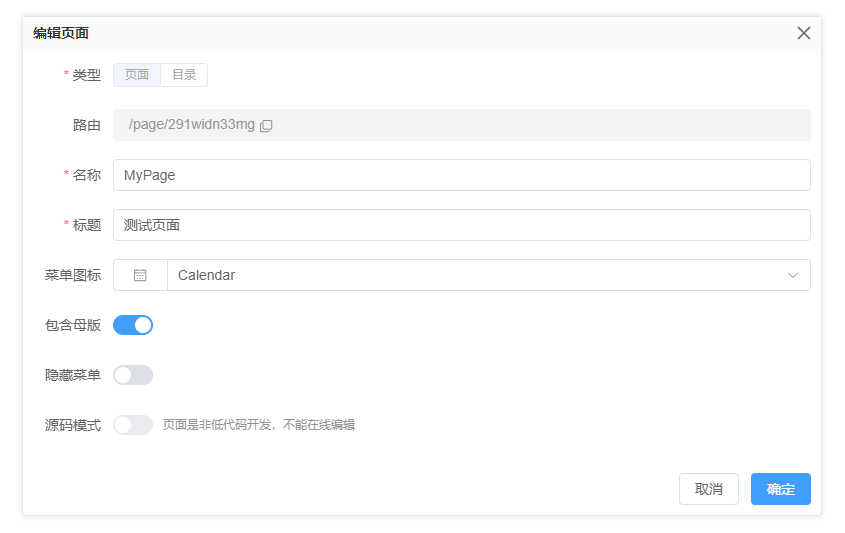 编辑页面
* 类型 页面 目录
路由 /page/291widn33mg
* 名称 MyPage
* 标题 测试页面
菜单图标 Calendar
包含母版
隐藏菜单
源码模式 页面是非低代码开发，不能在线编辑
取消 确定